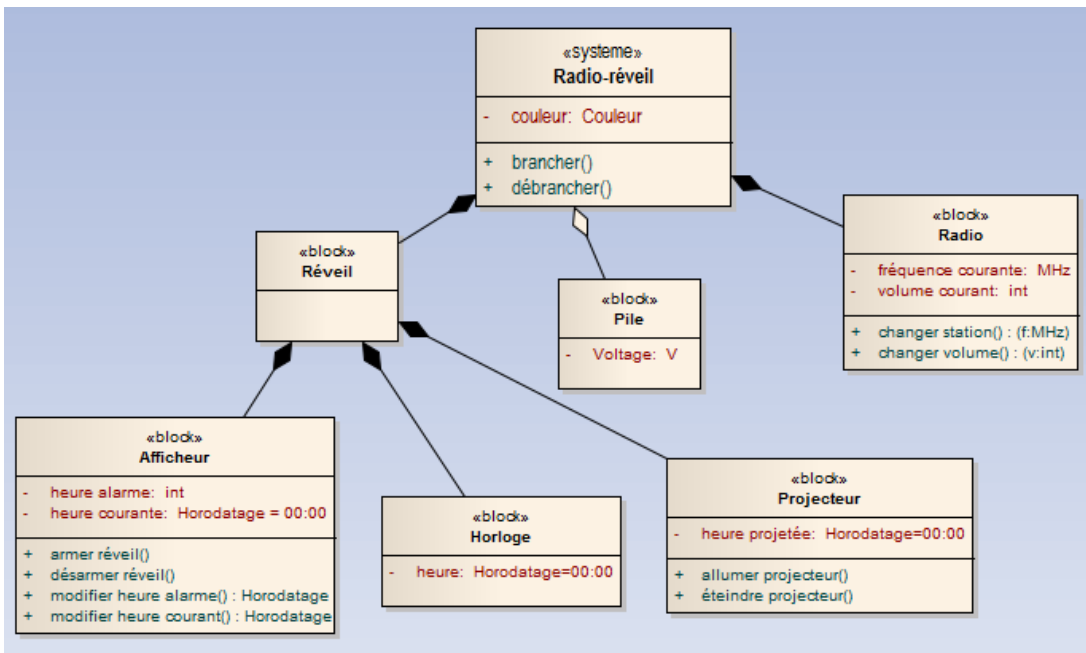 «systeme»
Radio-réveil
- couleur: Couleur
+ brancher()
+ débrancher()
«block»
Radio
- fréquence courante: MHz
- volume courant: int
+ changer station() : (f:MHz)
+ changer volume() : (v:int)
«block»
Réveil
«block»
Pile
- Voltage: V
«block»
Afficheur
- heure alarme: int
- heure courante: Horodatage = 00:00
+ armer réveil()
+ désarmer réveil()
+ modifier heure alarme() : Horodatage
+ modifier heure courant() : Horodatage
«block»
Horloge
- heure: Horodatage=00:00
«block»
Projecteur
- heure projetée: Horodatage=00:00
+ allumer projecteur()
+ éteindre projecteur()